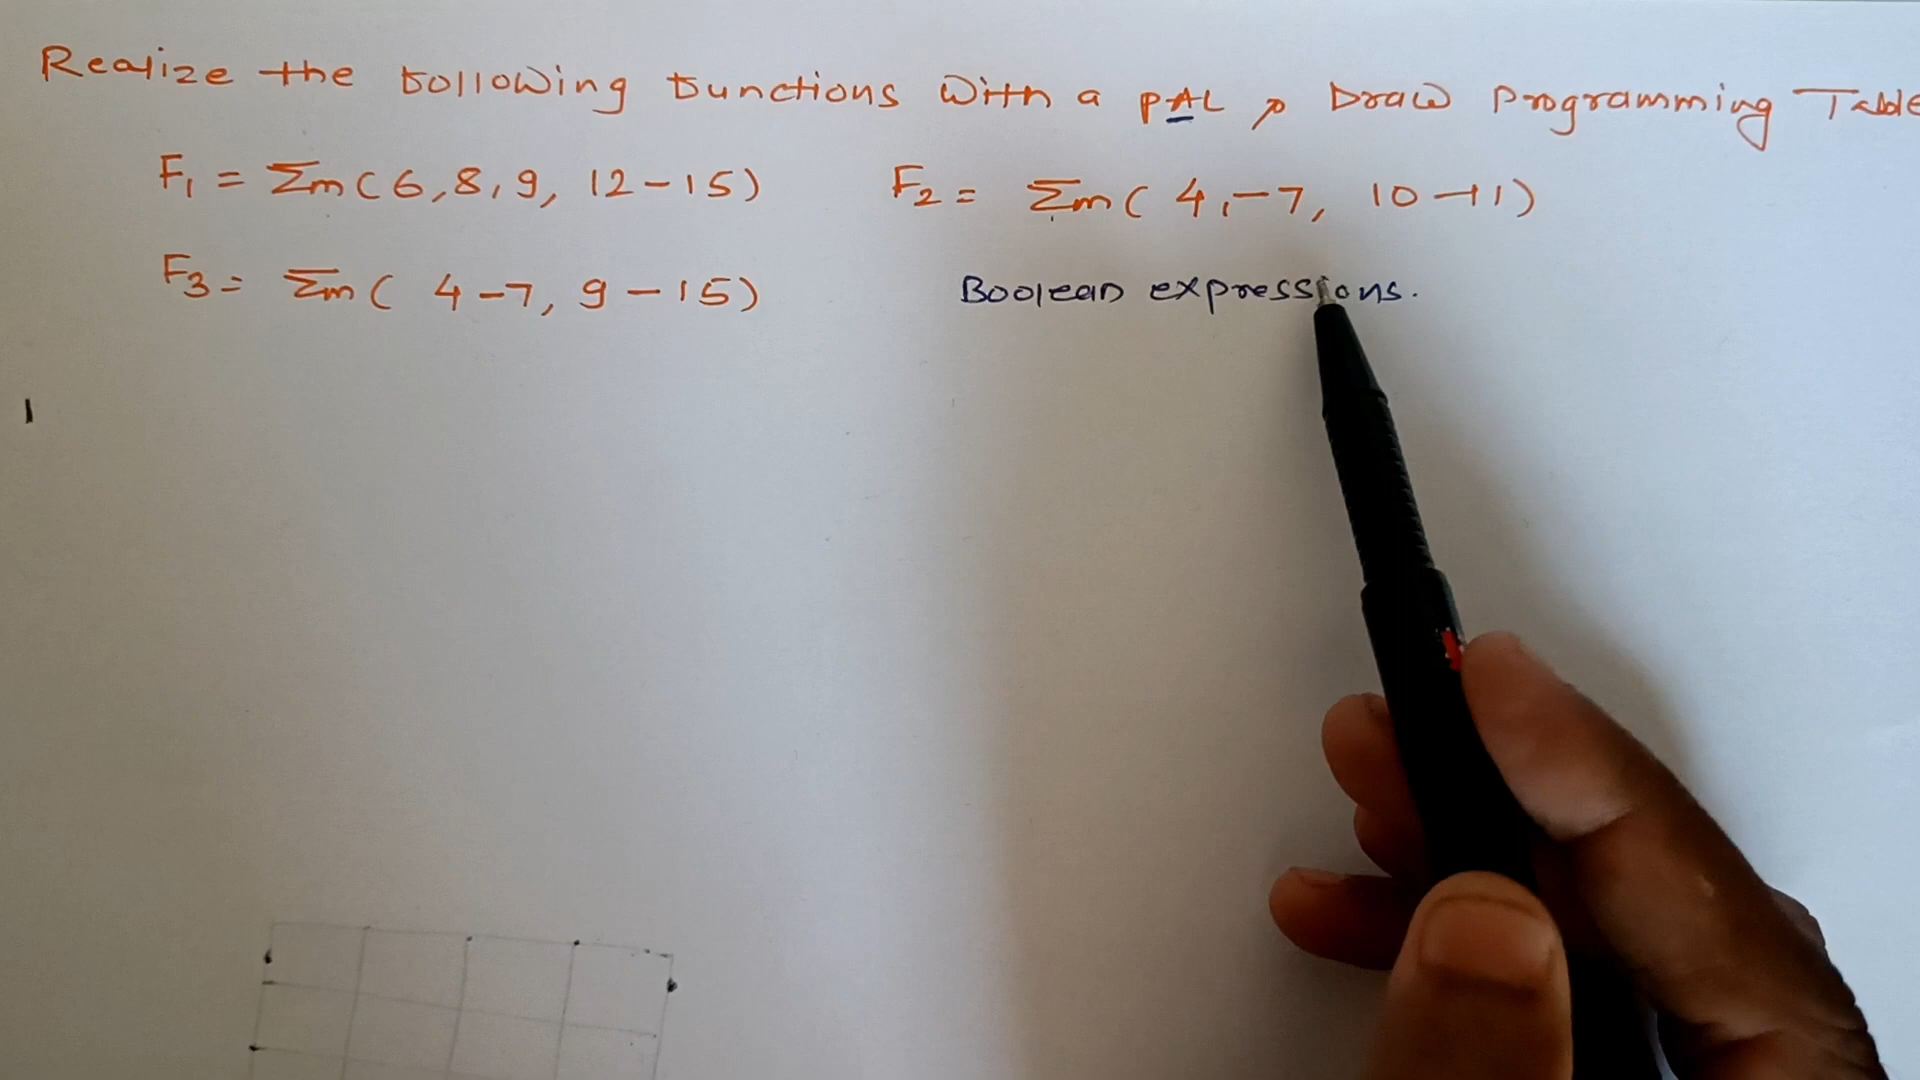 Realize the following functions with a PAL, Draw Programming Table
F1 = Σm(6,8,9, 12-15) F2 = Σm( 4,-7, 10-11)
F3 = Σm( 4-7, 9-15) Boolean expressions.